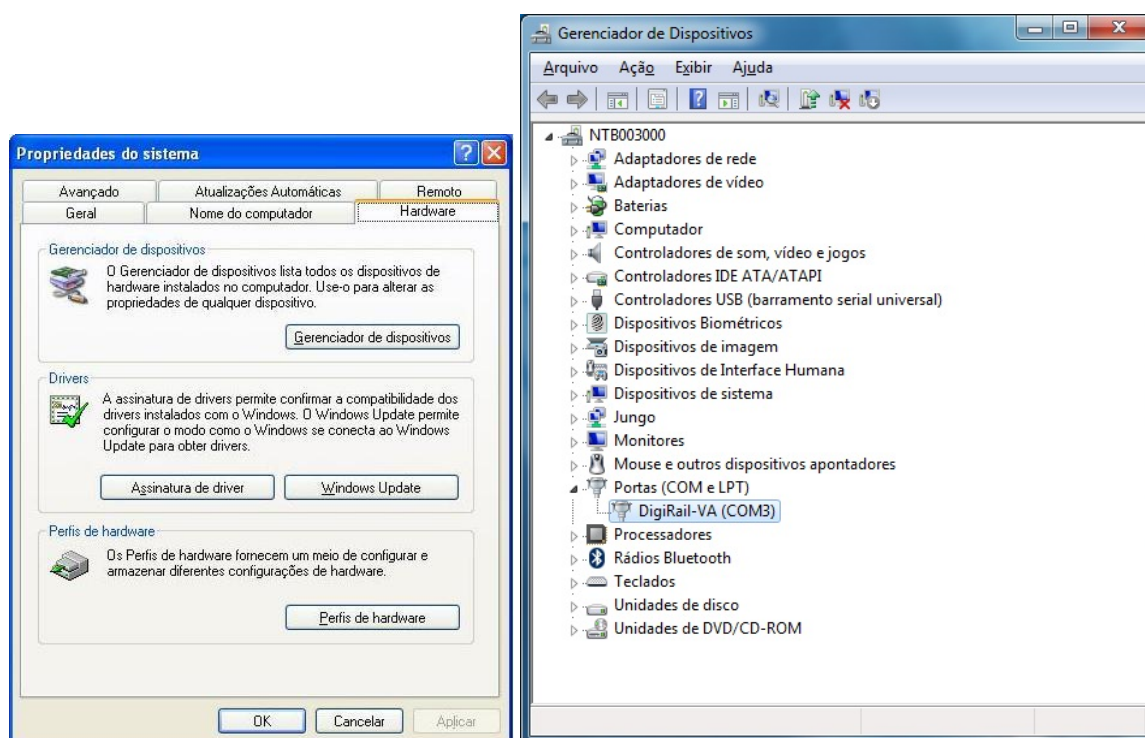 Propriedades do sistema
Avançado Atualizações Automáticas Remoto
Geral Nome do computador Hardware
Gerenciador de dispositivos
O Gerenciador de dispositivos lista todos os dispositivos de
hardware instalados no computador. Use-o para alterar as
propriedades de qualquer dispositivo.
Gerenciador de dispositivos
Drivers
A assinatura de drivers permite confirmar a compatibilidade dos
drivers instalados com o Windows. O Windows Update permite
configurar o modo como o Windows se conecta ao Windows
Update para obter drivers.
Assinatura de driver Windows Update
Perfis de hardware
Os Perfis de hardware fornecem um meio de configurar e
armazenar diferentes configurações de hardware.
Perfis de hardware
OK Cancelar Aplicar
Gerenciador de Dispositivos
Arquivo Ação Exibir Ajuda
NTB003000
Adaptadores de rede
Adaptadores de vídeo
Baterias
Computador
Controladores de som, vídeo e jogos
Controladores IDE ATA/ATAPI
Controladores USB (barramento serial universal)
Dispositivos Biométricos
Dispositivos de imagem
Dispositivos de Interface Humana
Dispositivos de sistema
Jungo
Monitores
Mouse e outros dispositivos apontadores
Portas (COM e LPT)
DigiRail-VA (COM3)
Processadores
Rádios Bluetooth
Teclados
Unidades de disco
Unidades de DVD/CD-ROM